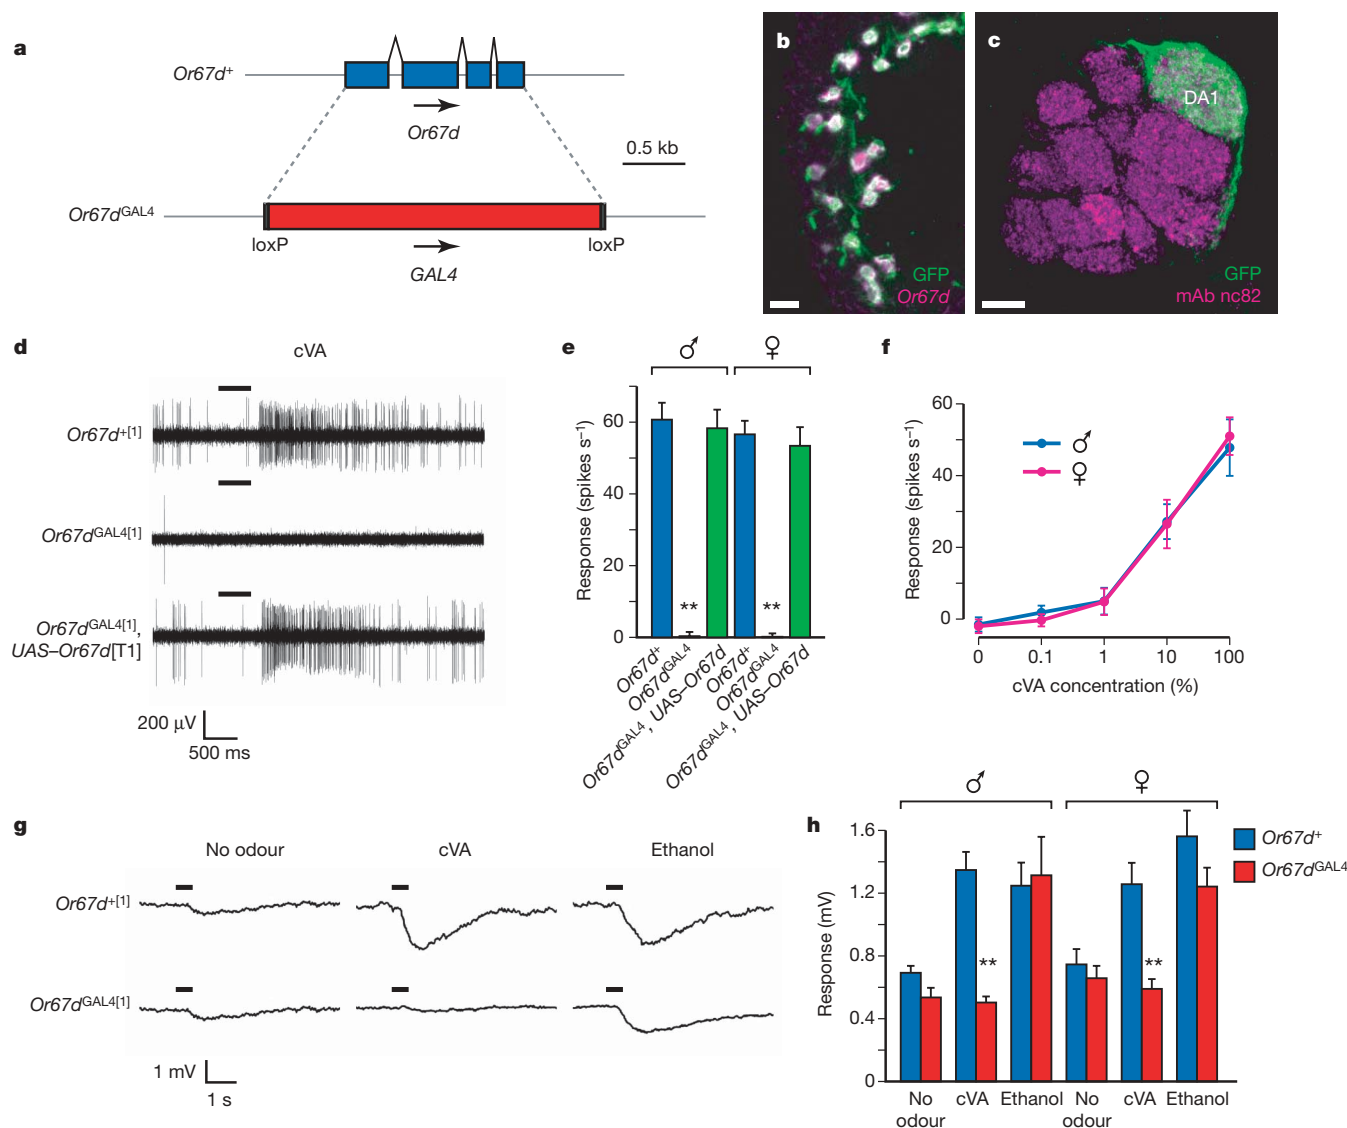 a
Or67d+
Or67d
0.5 kb
Or67dGAL4
loxP
loxP
GAL4
b
GFP
Or67d
c
DA1
GFP
mAb nc82
d
cVA
Or67d+[1]
Or67dGAL4[1]
Or67dGAL4[1],
UAS–Or67d[T1]
200 µV
500 ms
e
♂ ♀
Response (spikes s–1)
60
40
20
0
Or67d+
Or67dGAL4
Or67dGAL4, UAS–Or67d
Or67d+
Or67dGAL4
Or67dGAL4, UAS–Or67d
** **
f
Response (spikes s–1)
60
40
20
0
♂
♀
0 0.1 1 10 100
cVA concentration (%)
g
No odour cVA Ethanol
Or67d+[1]
Or67dGAL4[1]
1 mV
1 s
h
♂ ♀
Or67d+
Or67dGAL4
Response (mV)
1.6
1.2
0.8
0.4
0
** **
No odour cVA Ethanol No odour cVA Ethanol